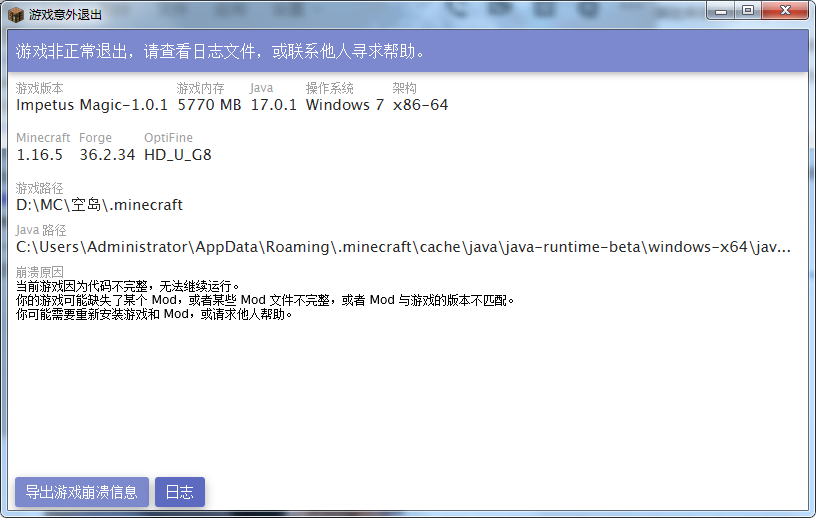 游戏意外退出
游戏非正常退出，请查看日志文件，或联系他人寻求帮助。
游戏版本 游戏内存 Java 操作系统 架构
Impetus Magic-1.0.1 5770 MB 17.0.1 Windows 7 x86-64
Minecraft Forge OptiFine
1.16.5 36.2.34 HD_U_G8
游戏路径
D:\MC\空岛\.minecraft
Java 路径
C:\Users\Administrator\AppData\Roaming\.minecraft\cache\java\java-runtime-beta\windows-x64\jav...
崩溃原因
当前游戏因为代码不完整，无法继续运行。
你的游戏可能缺失了某个 Mod，或者某些 Mod 文件不完整，或者 Mod 与游戏的版本不匹配。
你可能需要重新安装游戏和 Mod，或请求他人帮助。
导出游戏崩溃信息 日志